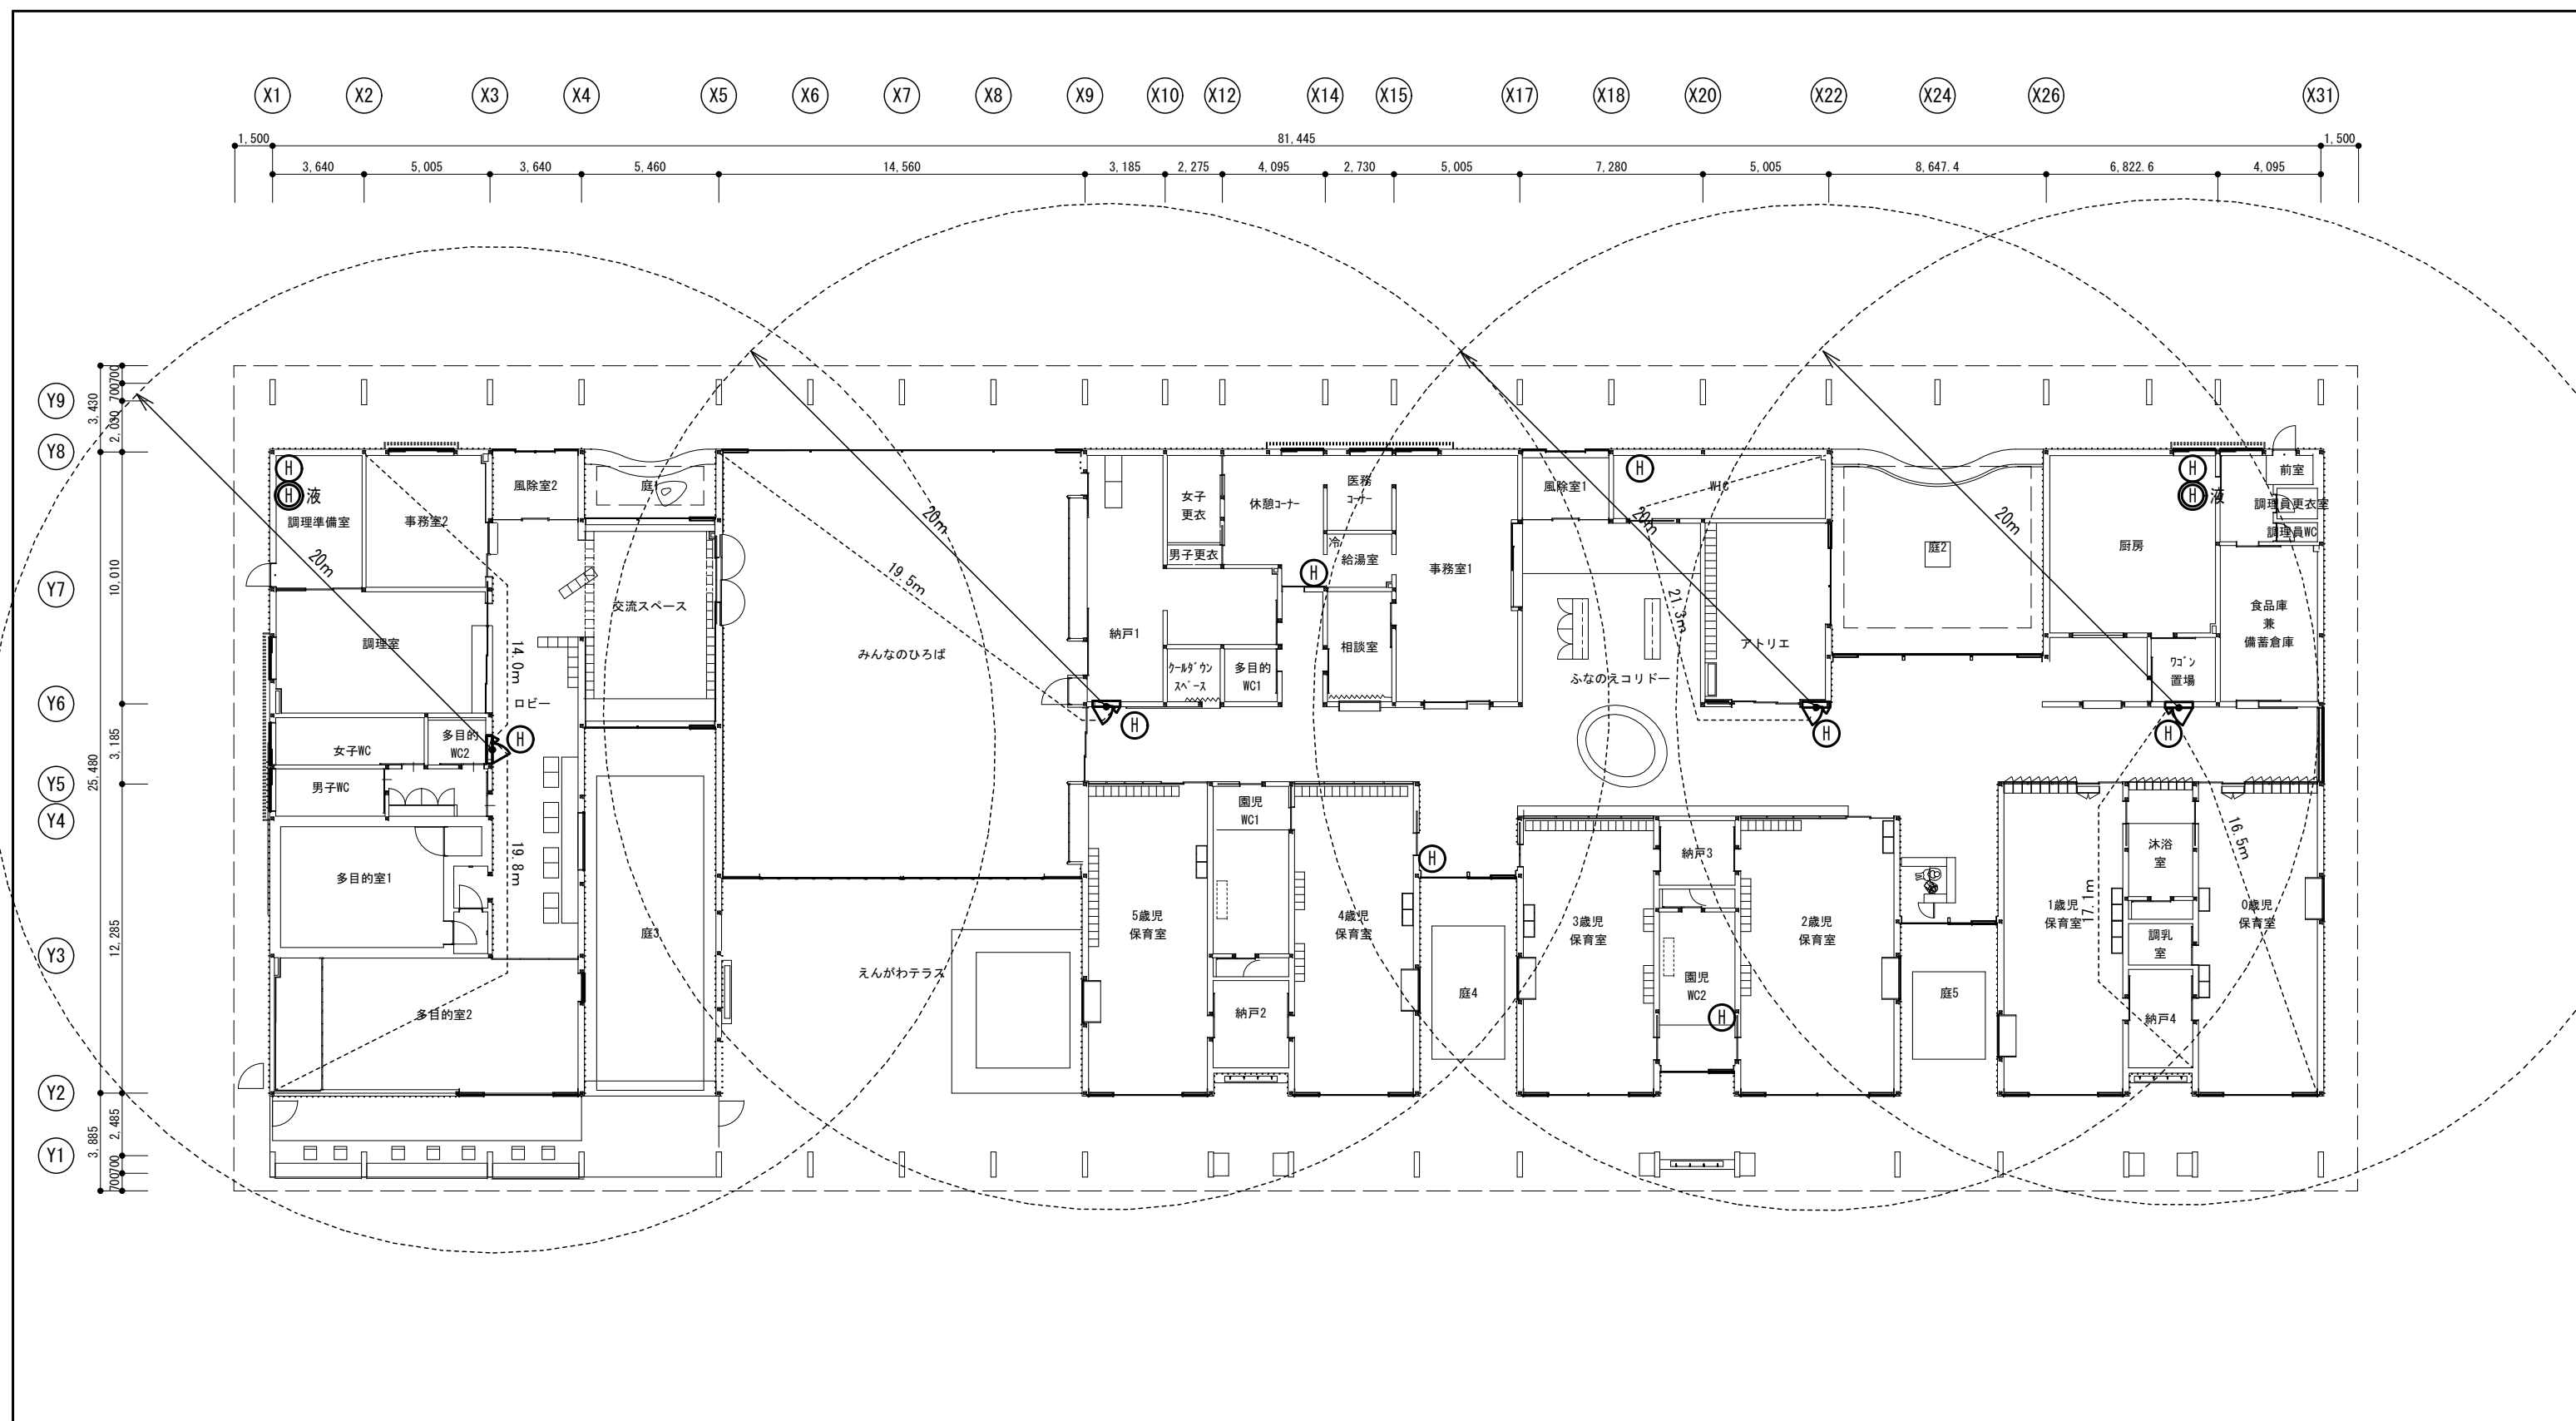 X1 X2 X3 X4 X5 X6 X7 X8 X9 X10 X12 X14 X15 X17 X18 X20 X22 X24 X26 X31
1,500 81,445 1,500
3,640 5,005 3,640 5,460 14,560 3,185 2,275 4,095 2,730 5,005 7,280 5,005 8,647.4 6,822.6 4,095
Y9
Y8
Y7
Y6
Y5
Y4
Y3
Y2
Y1
3,430
25,480
3,885
700
700
2,030
10,010
3,185
12,285
2,485
700
700
H
H 液
調理準備室
事務室2
風除室2
庭1
20m
調理室
交流スペース
14.0m
ロビー
女子WC
多目的
WC2
H
男子WC
19.8m
多目的室1
多目的室2
庭3
みんなのひろば
えんがわテラス
20m
19.5m
納戸1
H
女子
更衣
男子更衣
休憩コーナー
医務
コーナー
冷
給湯室
H
相談室
事務室1
クールダウン
スペース
多目的
WC1
風除室1
H
WIC
20m
21.3m
アトリエ
ふなのえコリドー
H
庭2
20m
厨房
H
H 液
前室
調理員更衣室
調理員WC
食品庫
兼
備蓄倉庫
ワゴン
置場
H
5歳児
保育室
園児
WC1
納戸2
4歳児
保育室
H
庭4
3歳児
保育室
納戸3
園児
WC2
H
2歳児
保育室
庭5
1歳児
保育室
17.1m
沐浴
室
調乳
室
納戸4
0歳児
保育室
16.5m